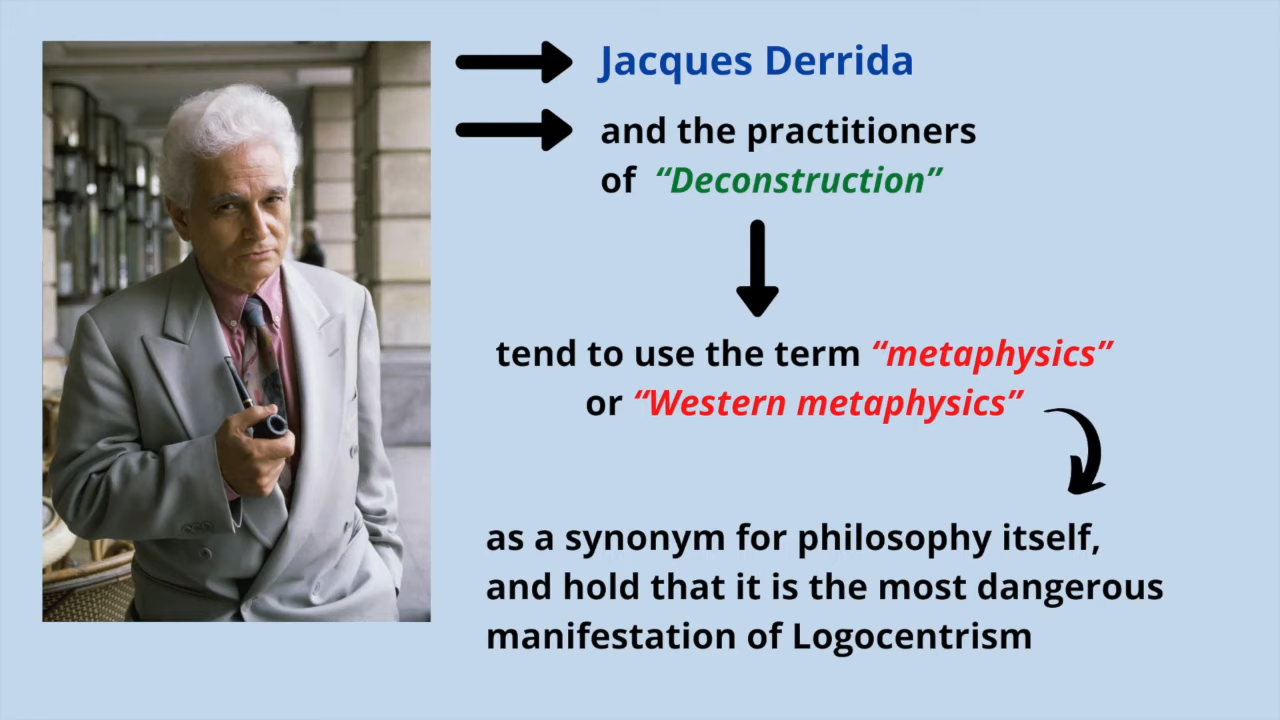 Jacques Derrida
and the practitioners
of “Deconstruction”
tend to use the term “metaphysics”
or “Western metaphysics”
as a synonym for philosophy itself,
and hold that it is the most dangerous
manifestation of Logocentrism